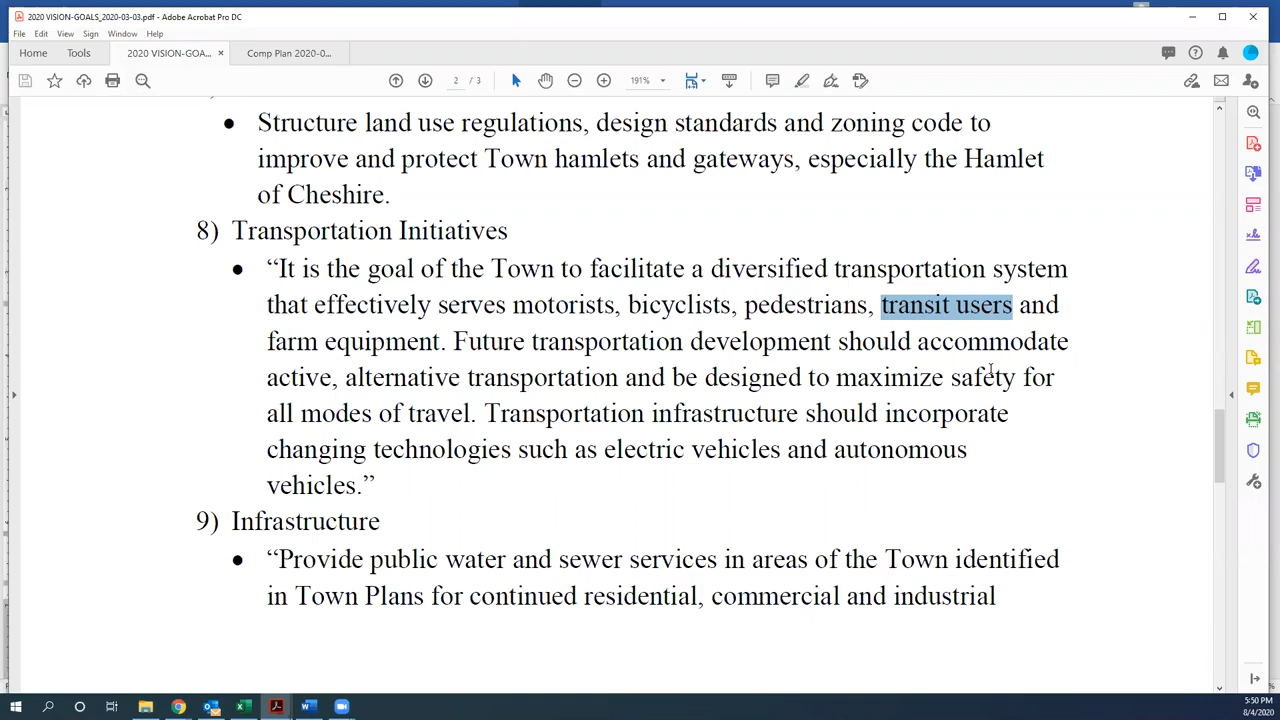 2020 VISION-GOALS_2020-03-03.pdf - Adobe Acrobat Pro DC
File Edit View Sign Window Help
Home Tools 2020 VISION-GOA... × Comp Plan 2020-0...
2 / 3 191%
• Structure land use regulations, design standards and zoning code to
improve and protect Town hamlets and gateways, especially the Hamlet
of Cheshire.
8) Transportation Initiatives
• “It is the goal of the Town to facilitate a diversified transportation system
that effectively serves motorists, bicyclists, pedestrians, transit users and
farm equipment. Future transportation development should accommodate
active, alternative transportation and be designed to maximize safety for
all modes of travel. Transportation infrastructure should incorporate
changing technologies such as electric vehicles and autonomous
vehicles.”
9) Infrastructure
• “Provide public water and sewer services in areas of the Town identified
in Town Plans for continued residential, commercial and industrial
5:50 PM
8/4/2020